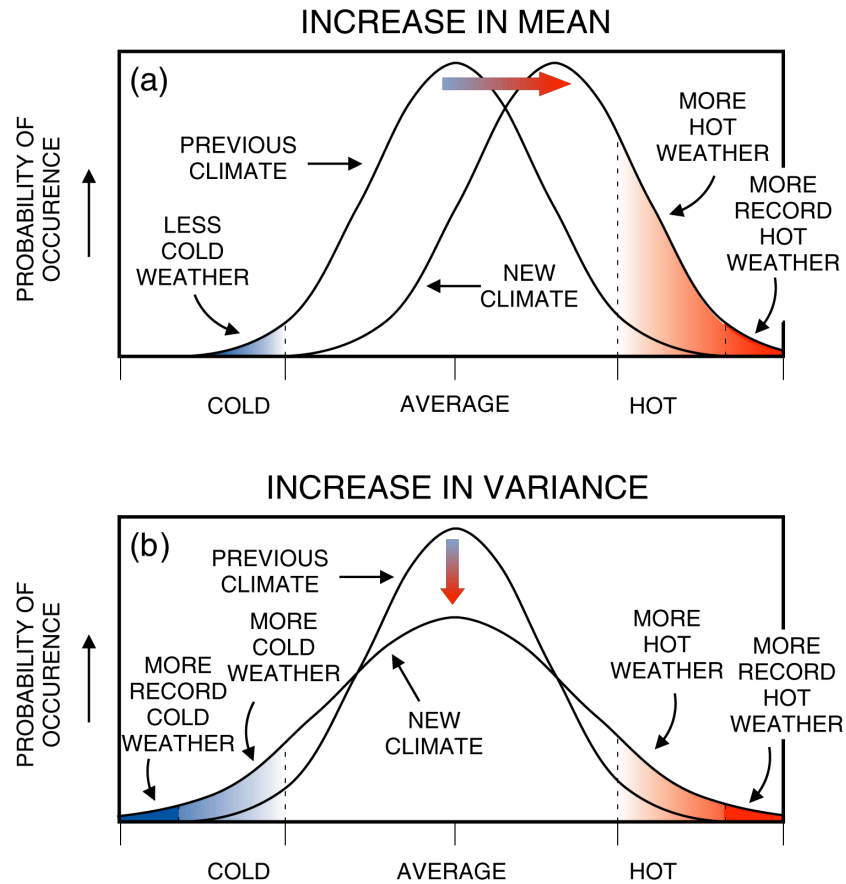 INCREASE IN MEAN
(a)
PROBABILITY OF
OCCURENCE
PREVIOUS
CLIMATE
LESS
COLD
WEATHER
NEW
CLIMATE
MORE
HOT
WEATHER
MORE
RECORD
HOT
WEATHER
COLD
AVERAGE
HOT
INCREASE IN VARIANCE
(b)
PROBABILITY OF
OCCURENCE
PREVIOUS
CLIMATE
MORE
COLD
WEATHER
MORE
RECORD
COLD
WEATHER
NEW
CLIMATE
MORE
HOT
WEATHER
MORE
RECORD
HOT
WEATHER
COLD
AVERAGE
HOT